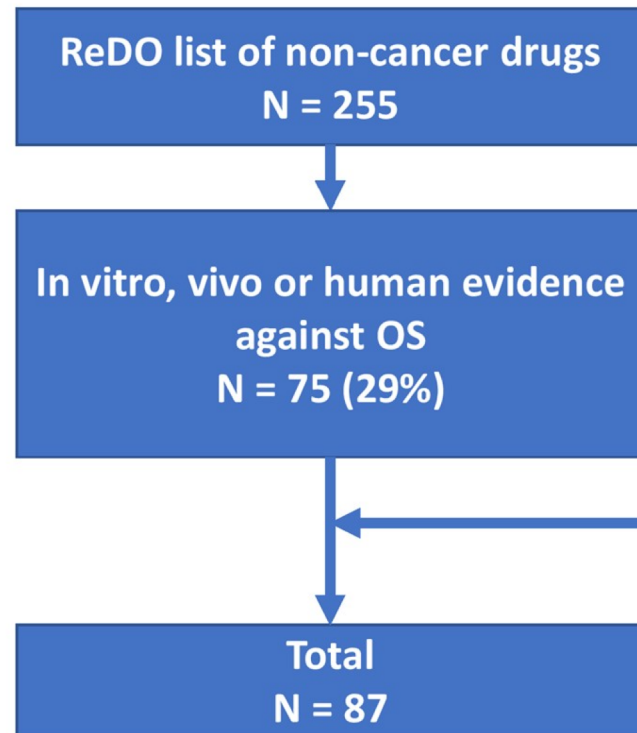 ReDO list of non-cancer drugs
N = 255
In vitro, vivo or human evidence
against OS
N = 75 (29%)
Total
N = 87